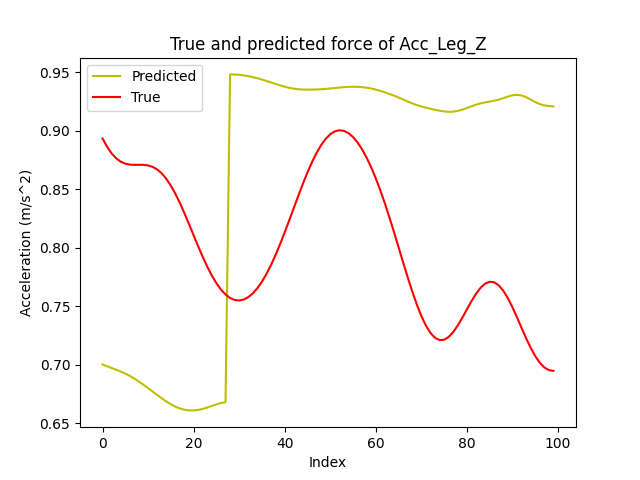 True and predicted force of Acc_Leg_Z
Predicted
True
0.95
0.90
0.85
0.80
0.75
0.70
0.65
Acceleration (m/s^2)
0 20 40 60 80 100
Index